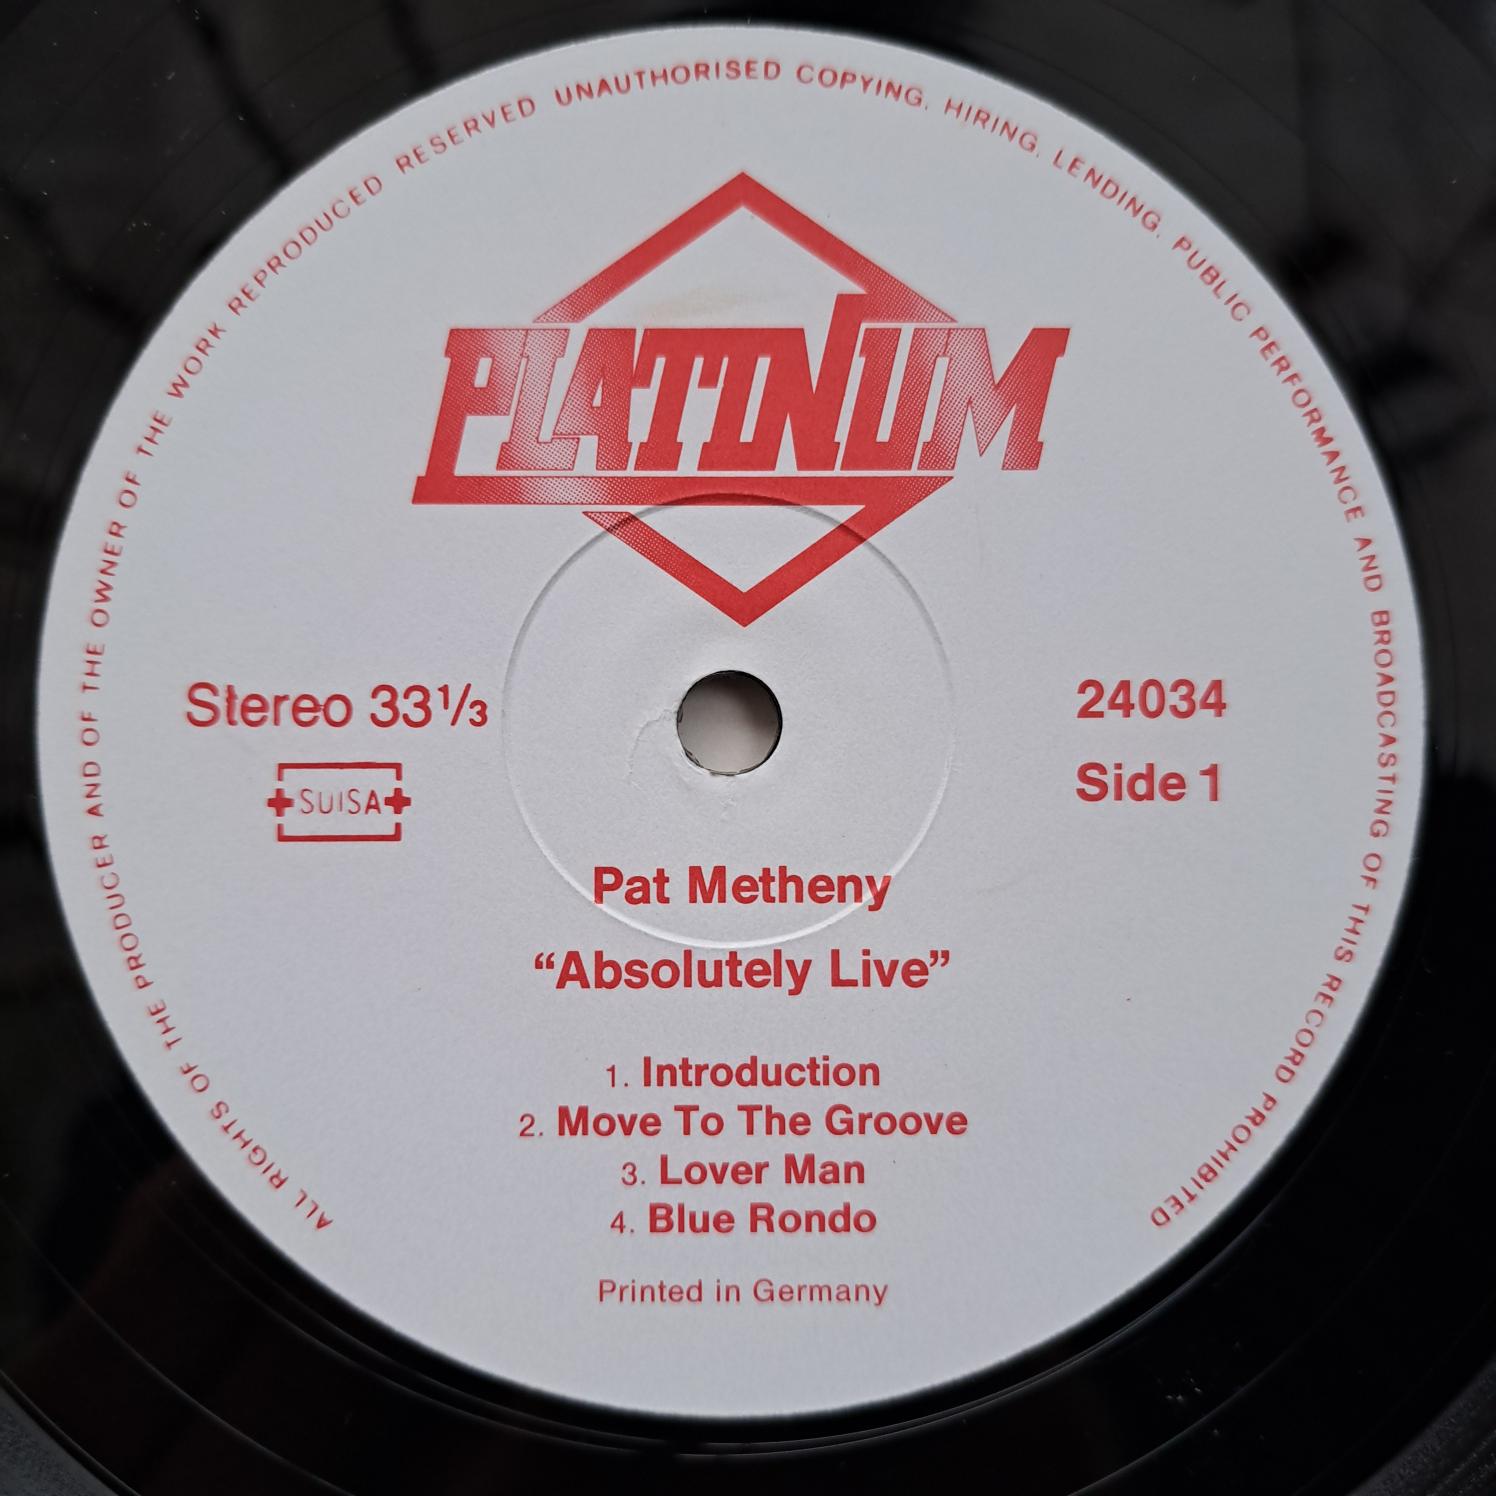 ALL RIGHTS OF THE PRODUCER AND OF THE OWNER OF THE WORK REPRODUCED RESERVED UNAUTHORISED COPYING. HIRING. LENDING. PUBLIC PERFORMANCE AND BROADCASTING OF THIS RECORD PROHIBITED
PLATINUM
Stereo 33⅓
24034
SUISA
Side 1
Pat Metheny
“Absolutely Live”
1. Introduction
2. Move To The Groove
3. Lover Man
4. Blue Rondo
Printed in Germany